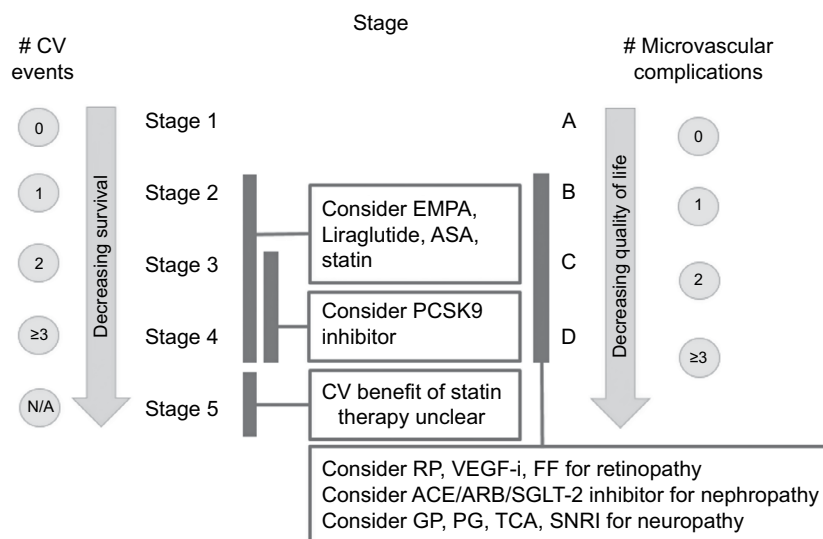 Stage
# CV
events
# Microvascular
complications
0
1
2
≥3
N/A
Decreasing survival
Stage 1
Stage 2
Stage 3
Stage 4
Stage 5
Consider EMPA,
Liraglutide, ASA,
statin
Consider PCSK9
inhibitor
CV benefit of statin
therapy unclear
A
B
C
D
Decreasing quality of life
0
1
2
≥3
Consider RP, VEGF-i, FF for retinopathy
Consider ACE/ARB/SGLT-2 inhibitor for nephropathy
Consider GP, PG, TCA, SNRI for neuropathy